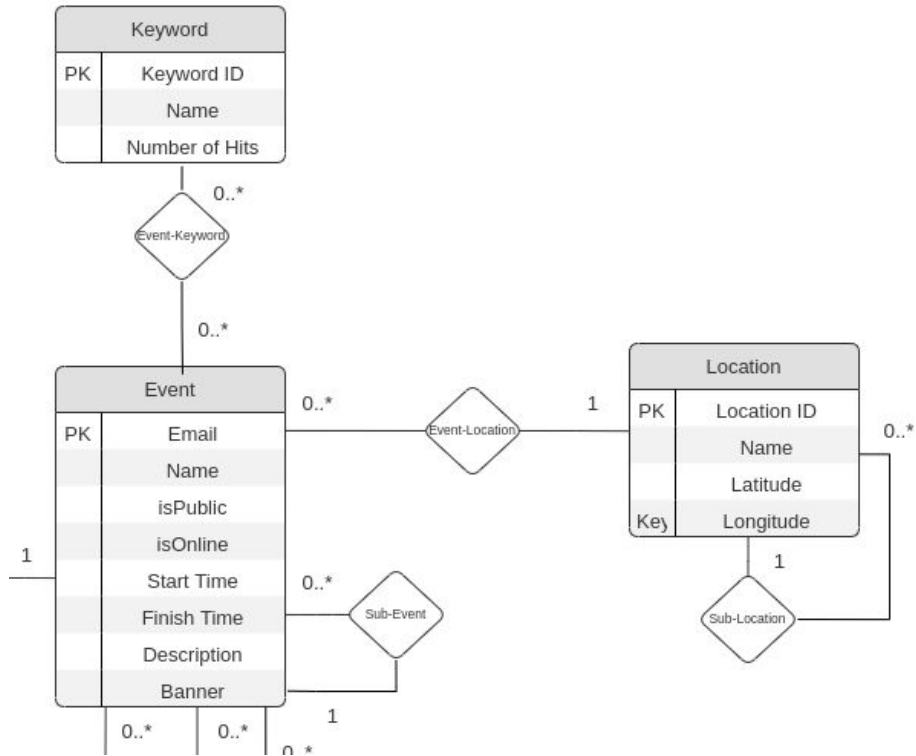 Keyword
PK Keyword ID
Name
Number of Hits
0..*
Event-Keyword
0..*
Event
PK Email
Name
isPublic
isOnline
Start Time
Finish Time
Description
Banner
1
0..*
Event-Location
1
Location
PK Location ID
Name
Latitude
Key Longitude
0..*
1
Sub-Location
0..*
Sub-Event
1
0..*
0..*
0..*